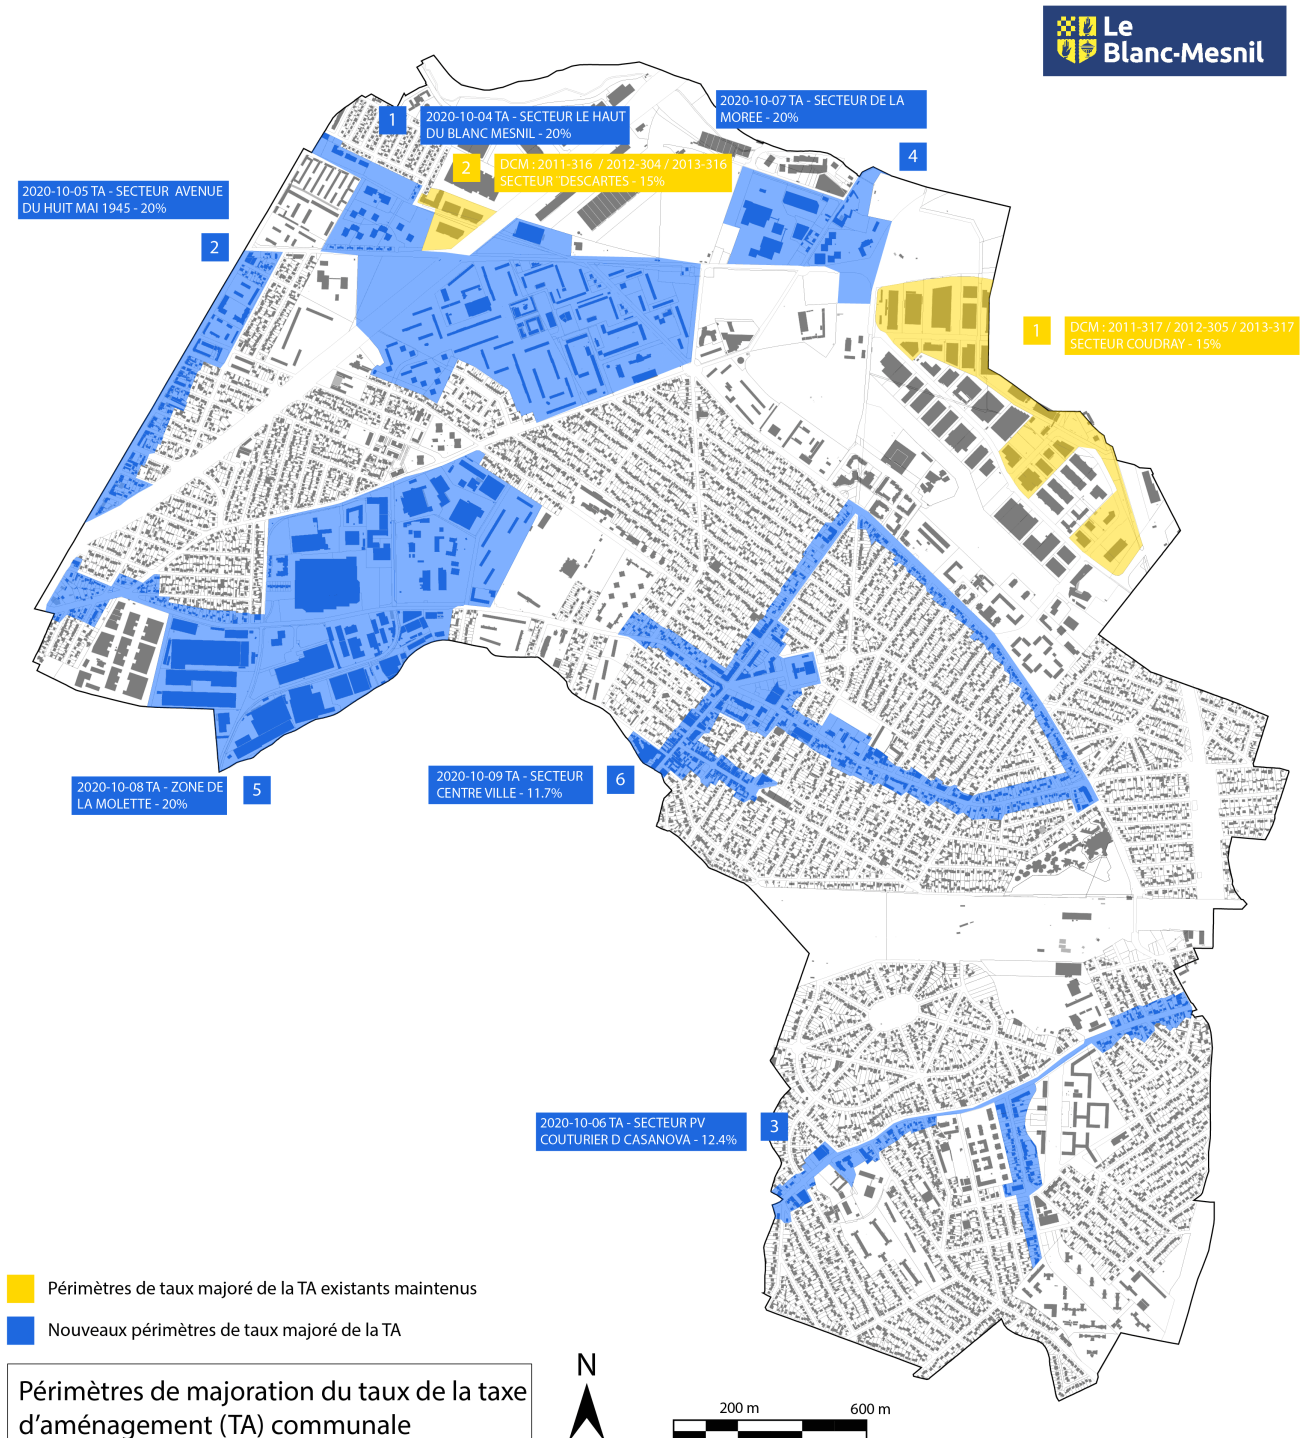 Le
Blanc-Mesnil
1
2020-10-04 TA - SECTEUR LE HAUT
DU BLANC MESNIL - 20%
2020-10-07 TA - SECTEUR DE LA
MOREE - 20%
4
2
DCM : 2011-316 / 2012-304 / 2013-316
SECTEUR ¨DESCARTES - 15%
2020-10-05 TA - SECTEUR AVENUE
DU HUIT MAI 1945 - 20%
2
1
DCM : 2011-317 / 2012-305 / 2013-317
SECTEUR COUDRAY - 15%
2020-10-08 TA - ZONE DE
LA MOLETTE - 20%
5
2020-10-09 TA - SECTEUR
CENTRE VILLE - 11.7%
6
2020-10-06 TA - SECTEUR PV
COUTURIER D CASANOVA - 12.4%
3
Périmètres de taux majoré de la TA existants maintenus
Nouveaux périmètres de taux majoré de la TA
Périmètres de majoration du taux de la taxe
d’aménagement (TA) communale
N
200 m
600 m